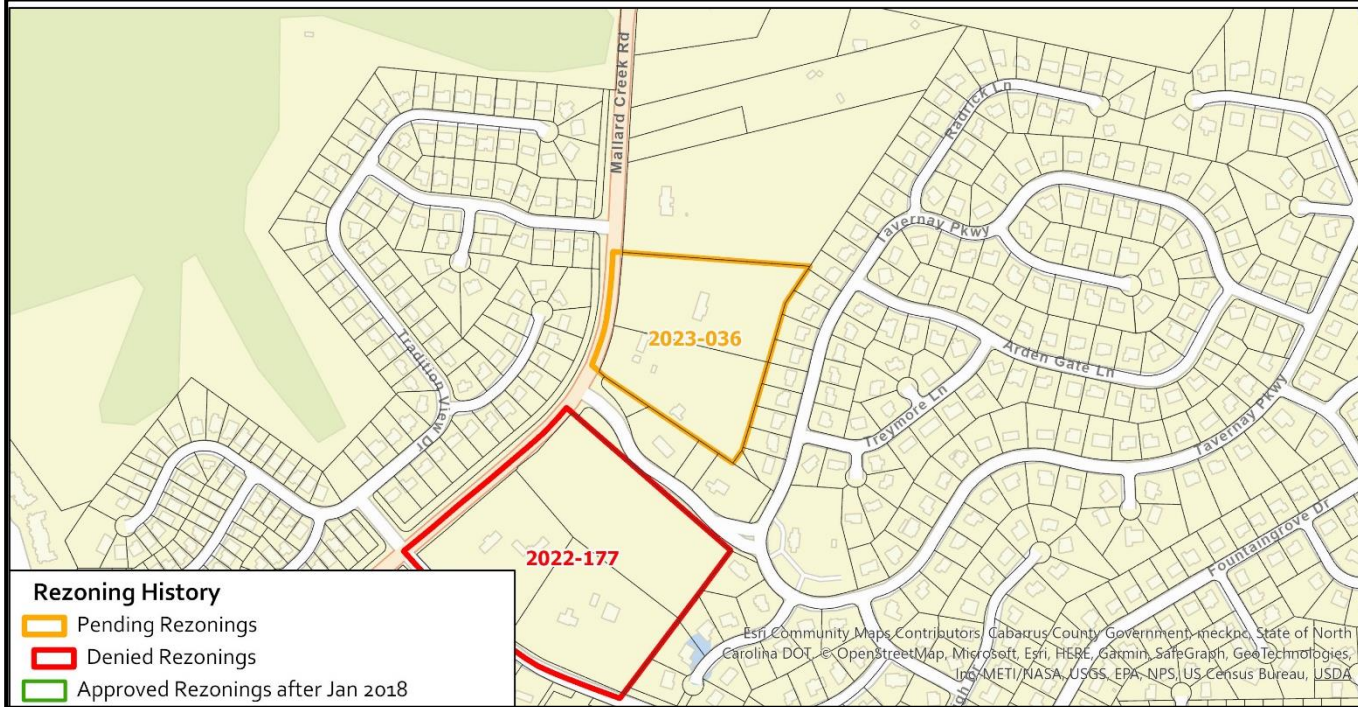 Mallard Creek Rd
Radrick Ln
Tavernay Pkwy
2023-036
Arden Gate Ln
Tradition View Dr
Treymore Ln
Tavernay Pkwy
Fountaingrove Dr
2022-177
Rezoning History
Pending Rezonings
Denied Rezonings
Approved Rezonings after Jan 2018
Esri Community Maps Contributors, Cabarrus County Government, mecknc, State of North
Carolina DOT, © OpenStreetMap, Microsoft, Esri, HERE, Garmin, SafeGraph, GeoTechnologies,
Inc, METI/NASA, USGS, EPA, NPS, US Census Bureau, USDA